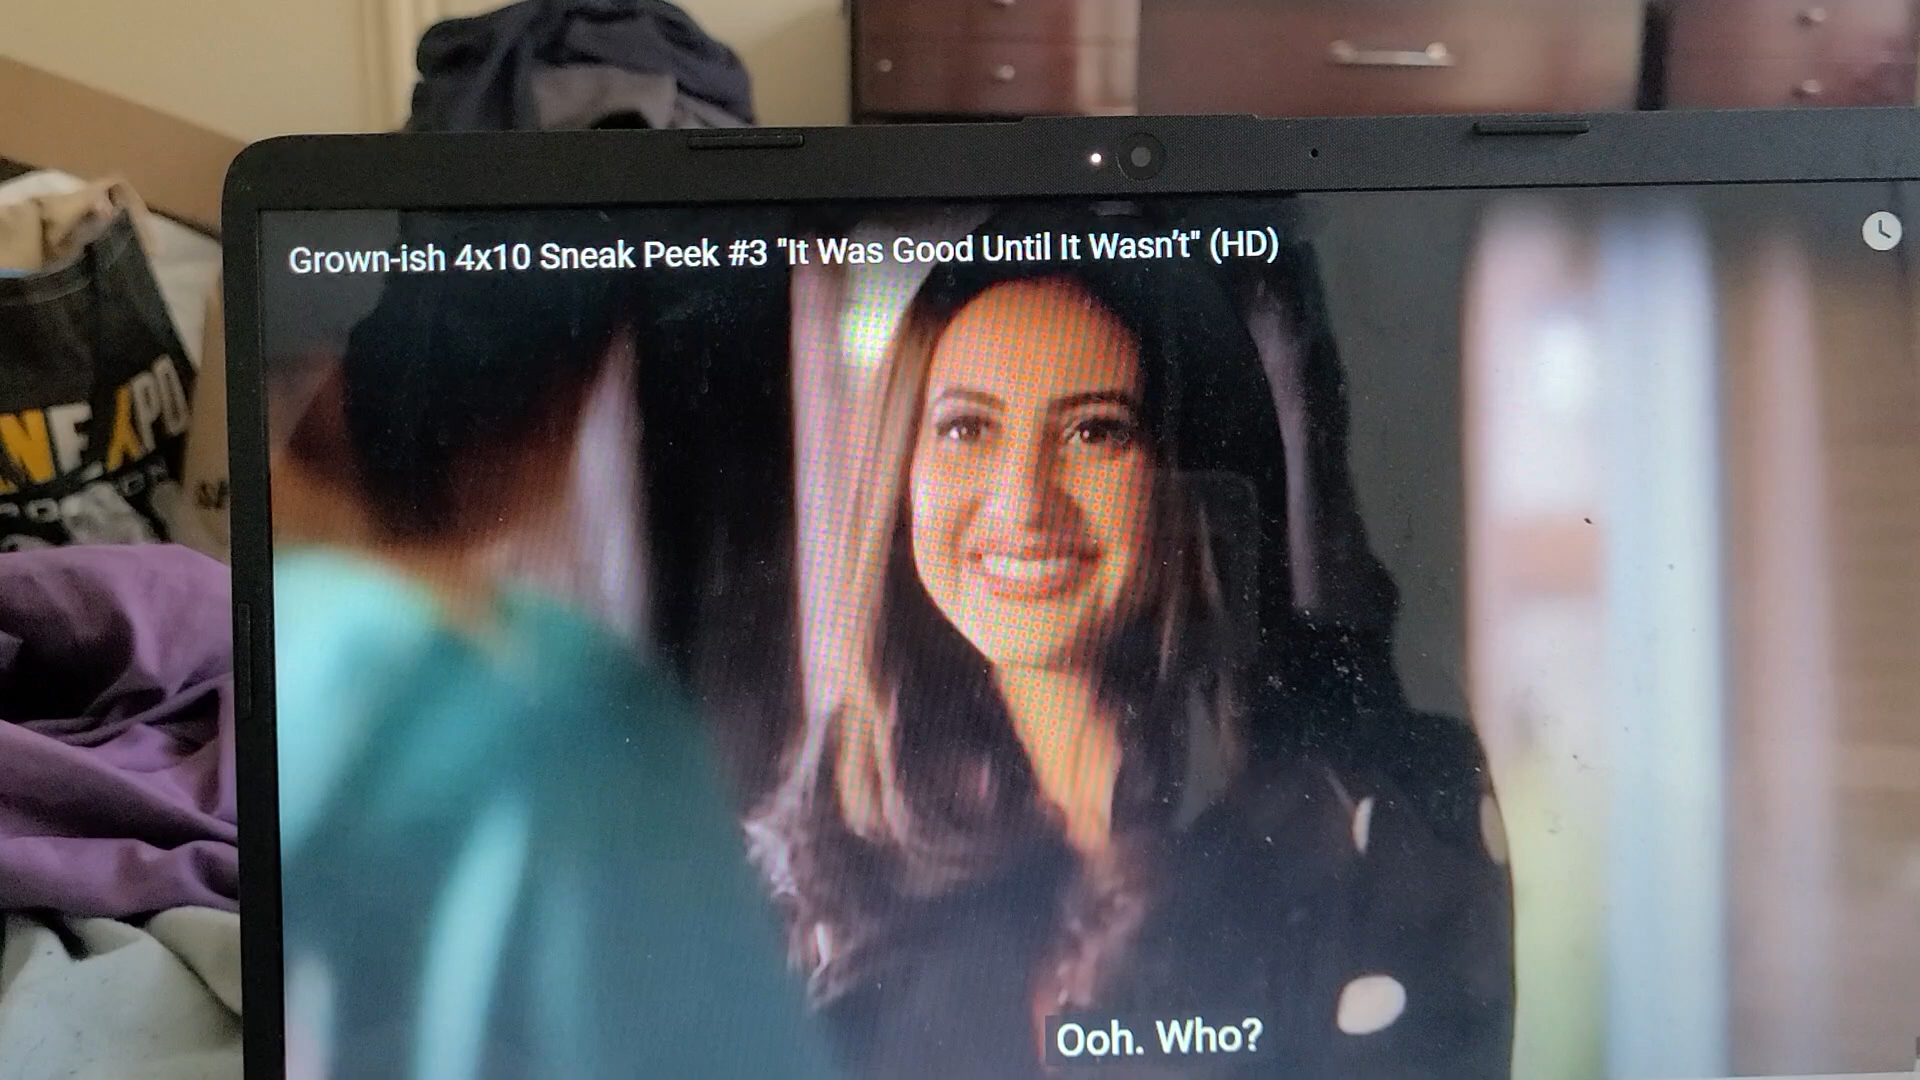 Grown-ish 4x10 Sneak Peek #3 "It Was Good Until It Wasn't" (HD)
Ooh. Who?